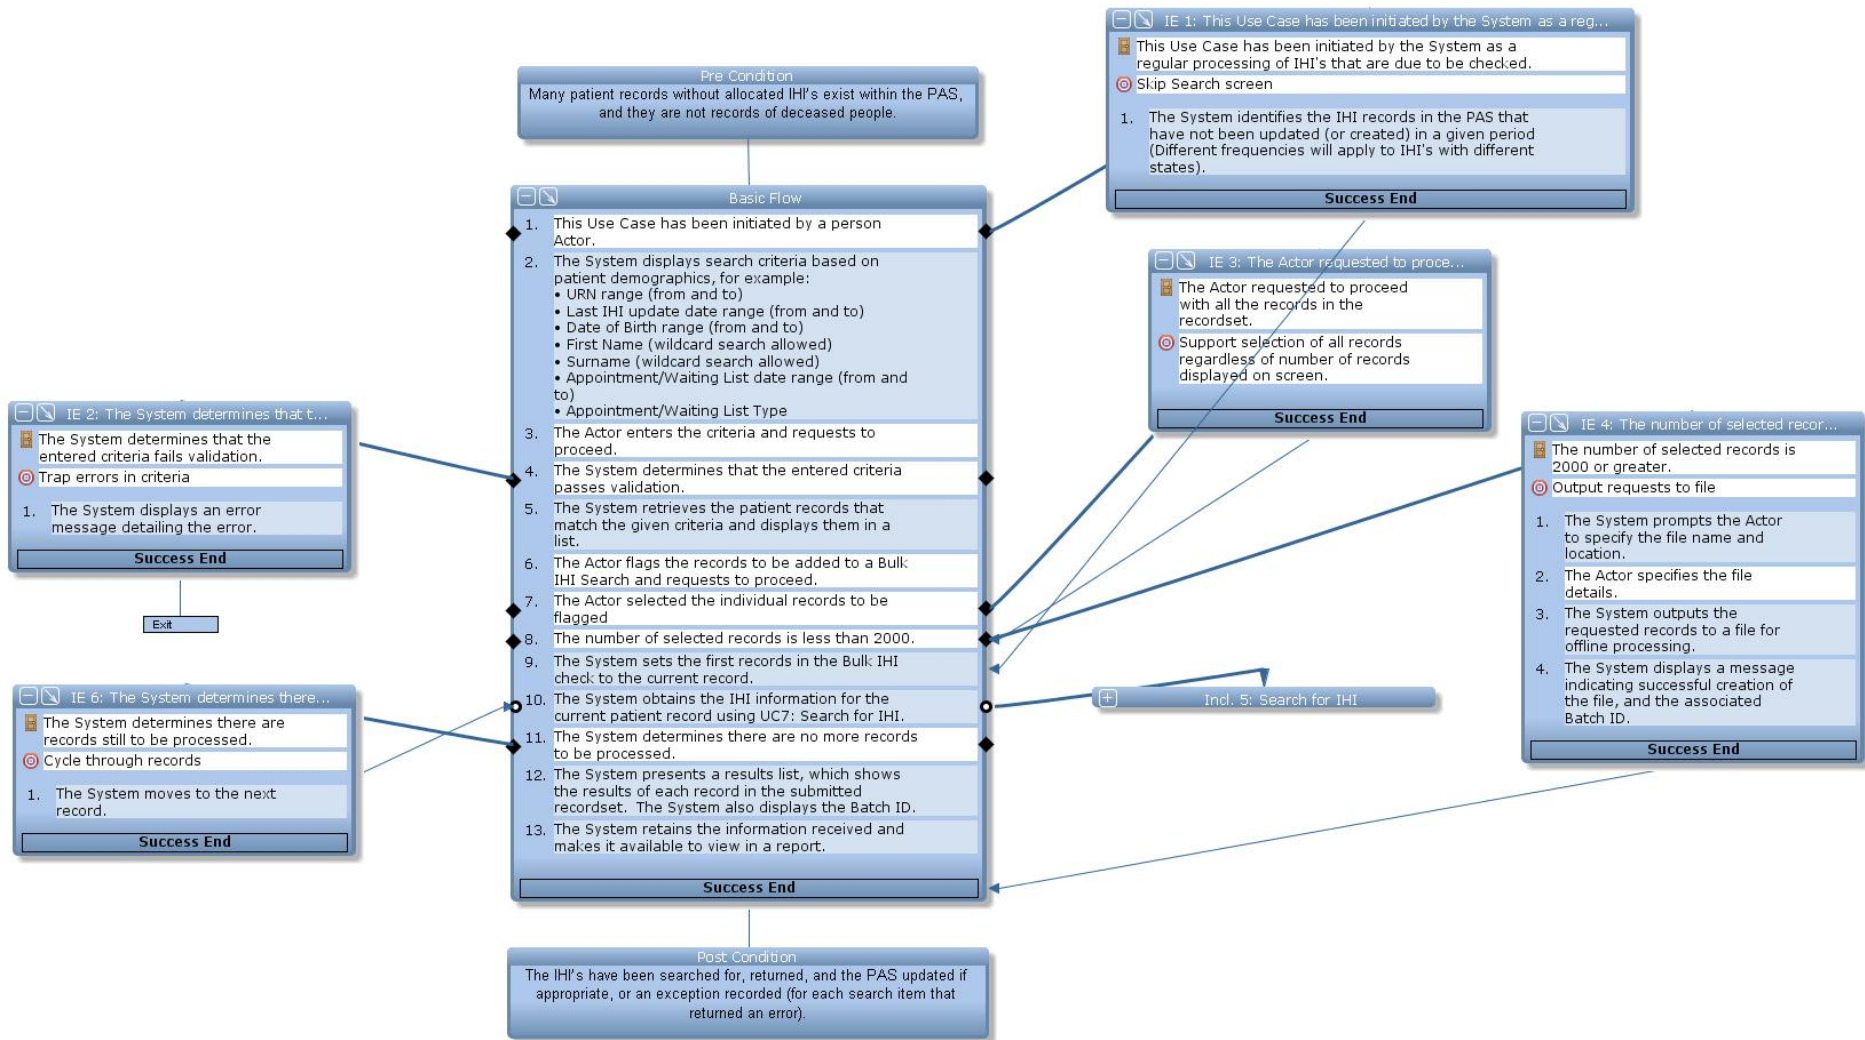 Pre Condition
Many patient records without allocated IHI's exist within the PAS,
and they are not records of deceased people.
Basic Flow
1. This Use Case has been initiated by a person
Actor.
2. The System displays search criteria based on
patient demographics, for example:
• URN range (from and to)
• Last IHI update date range (from and to)
• Date of Birth range (from and to)
• First Name (wildcard search allowed)
• Surname (wildcard search allowed)
• Appointment/Waiting List date range (from and
to)
• Appointment/Waiting List Type
3. The Actor enters the criteria and requests to
proceed.
4. The System determines that the entered criteria
passes validation.
5. The System retrieves the patient records that
match the given criteria and displays them in a
list.
6. The Actor flags the records to be added to a Bulk
IHI Search and requests to proceed.
7. The Actor selected the individual records to be
flagged
8. The number of selected records is less than 2000.
9. The System sets the first records in the Bulk IHI
check to the current record.
10. The System obtains the IHI information for the
current patient record using UC7: Search for IHI.
11. The System determines there are no more records
to be processed.
12. The System presents a results list, which shows
the results of each record in the submitted
recordset. The System also displays the Batch ID.
13. The System retains the information received and
makes it available to view in a report.
Success End
Post Condition
The IHI's have been searched for, returned, and the PAS updated if
appropriate, or an exception recorded (for each search item that
returned an error).
IE 1: This Use Case has been initiated by the System as a reg...
This Use Case has been initiated by the System as a
regular processing of IHI's that are due to be checked.
Skip Search screen
1. The System identifies the IHI records in the PAS that
have not been updated (or created) in a given period
(Different frequencies will apply to IHI's with different
states).
Success End
IE 2: The System determines that t...
The System determines that the
entered criteria fails validation.
Trap errors in criteria
1. The System displays an error
message detailing the error.
Success End
Exit
IE 3: The Actor requested to proce...
The Actor requested to proceed
with all the records in the
recordset.
Support selection of all records
regardless of number of records
displayed on screen.
Success End
IE 4: The number of selected recor...
The number of selected records is
2000 or greater.
Output requests to file
1. The System prompts the Actor
to specify the file name and
location.
2. The Actor specifies the file
details.
3. The System outputs the
requested records to a file for
offline processing.
4. The System displays a message
indicating successful creation of
the file, and the associated
Batch ID.
Success End
Incl. 5: Search for IHI
IE 6: The System determines there...
The System determines there are
records still to be processed.
Cycle through records
1. The System moves to the next
record.
Success End